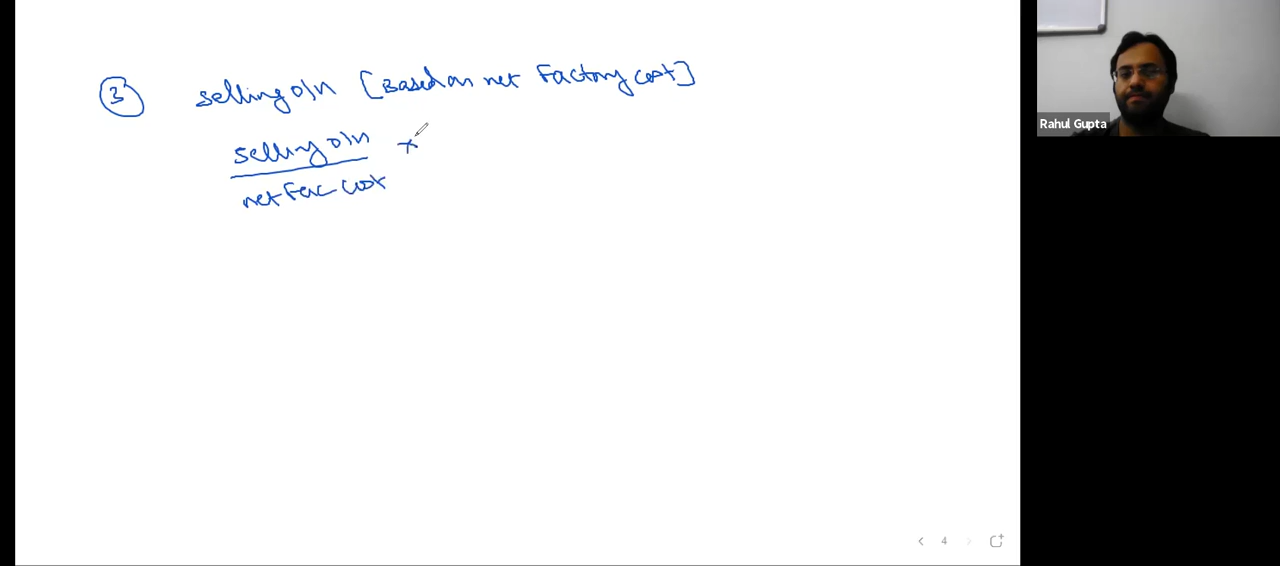 3 selling o/h [Based on net Factory cost]
selling o/h ×
net Fac cost
Rahul Gupta
4